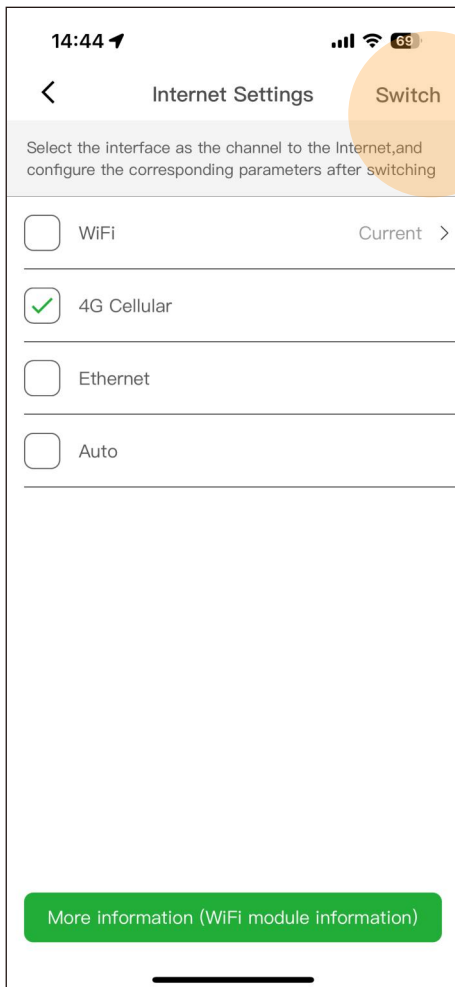 14:44
69
Internet Settings
Switch
Select the interface as the channel to the Internet,and
configure the corresponding parameters after switching
WiFi
Current
4G Cellular
Ethernet
Auto
More information (WiFi module information)